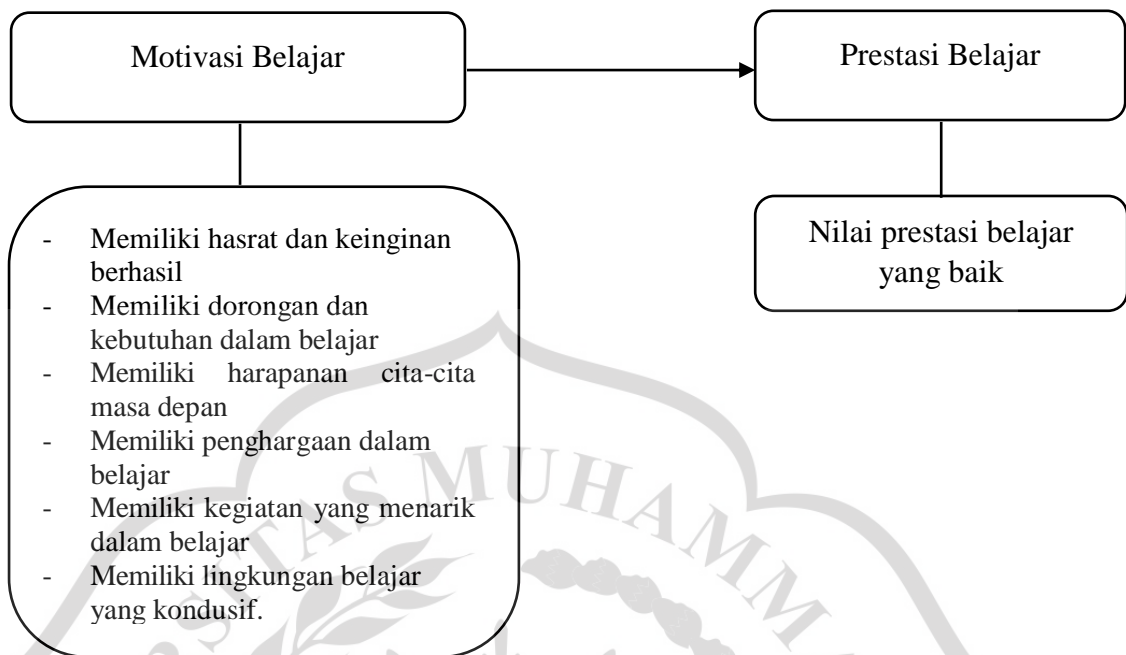 Motivasi Belajar
Prestasi Belajar
- Memiliki hasrat dan keinginan
berhasil
- Memiliki dorongan dan
kebutuhan dalam belajar
- Memiliki harapanan cita-cita
masa depan
- Memiliki penghargaan dalam
belajar
- Memiliki kegiatan yang menarik
dalam belajar
- Memiliki lingkungan belajar
yang kondusif.
Nilai prestasi belajar
yang baik
RSITAS MUHAMMA